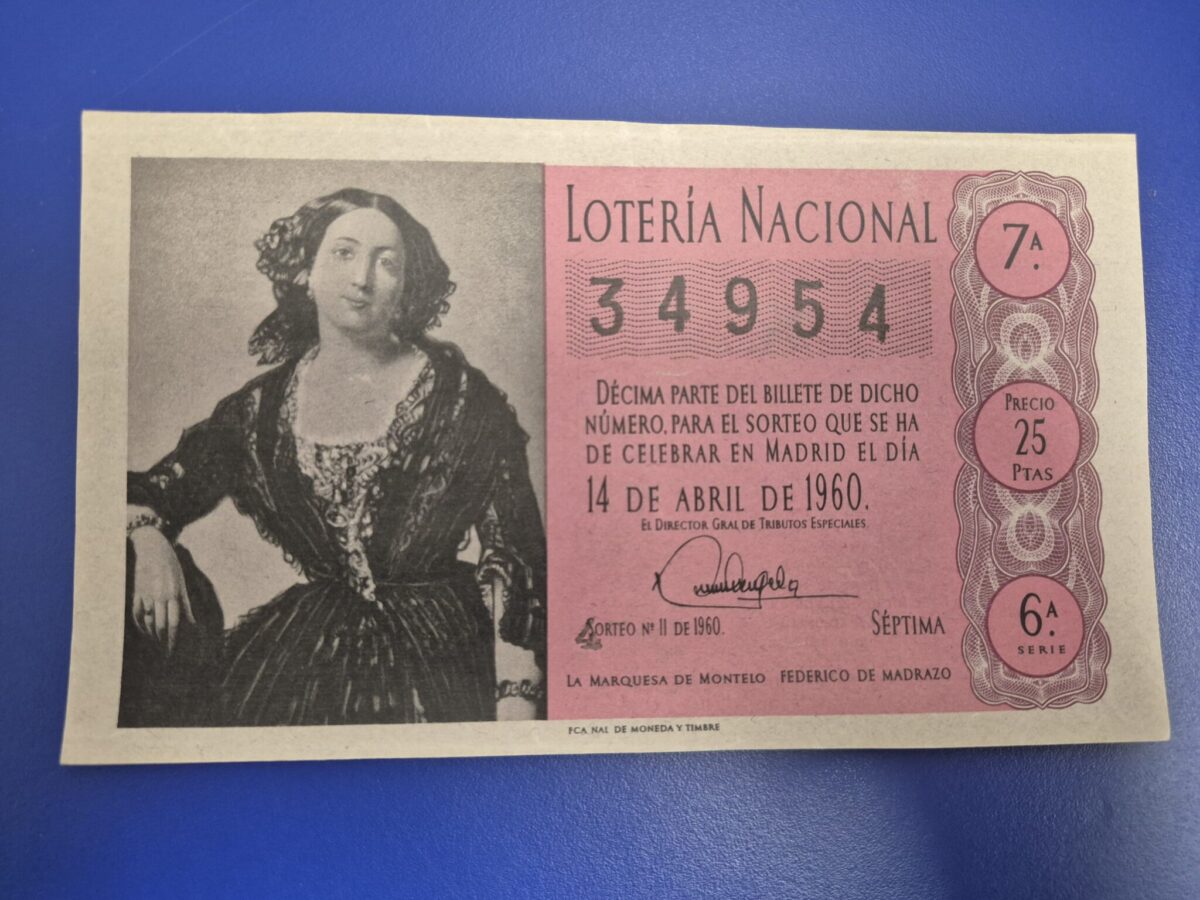 LOTERÍA NACIONAL
34954
DÉCIMA PARTE DEL BILLETE DE DICHO
NÚMERO, PARA EL SORTEO QUE SE HA
DE CELEBRAR EN MADRID EL DÍA
14 DE ABRIL DE 1960.
EL DIRECTOR GRAL DE TRIBUTOS ESPECIALES
SORTEO Nº 11 DE 1960.
SÉPTIMA
LA MARQUESA DE MONTELO FEDERICO DE MADRAZO
FCA NAL DE MONEDA Y TIMBRE
7A.
PRECIO
25
PTAS
6A.
SERIE